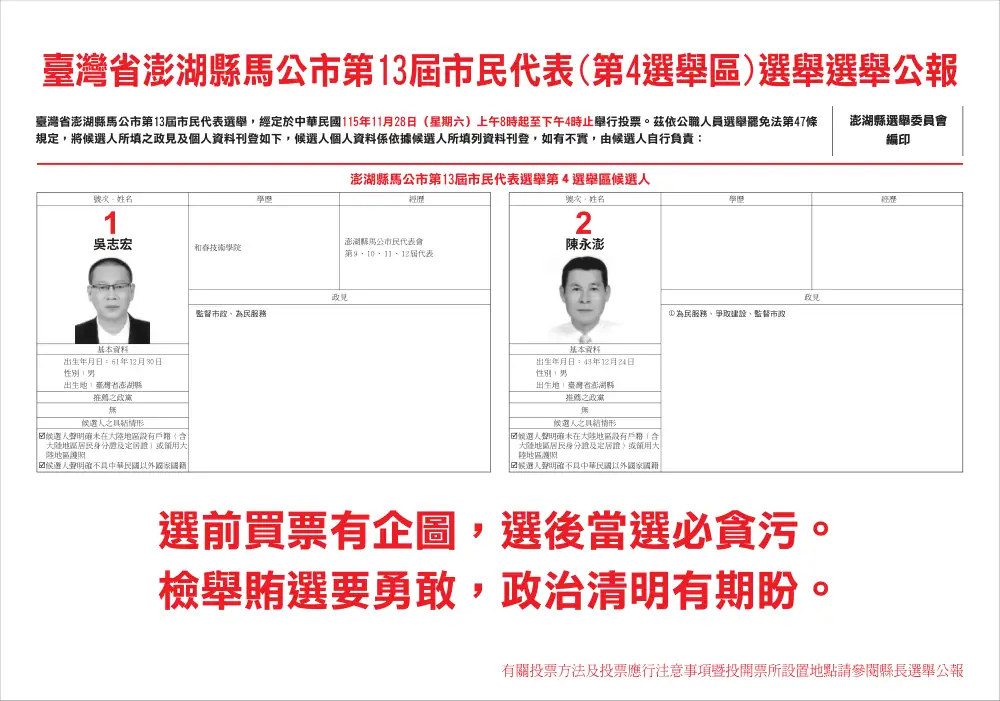 臺灣省澎湖縣馬公市第13屆市民代表(第4選舉區)選舉選舉公報
臺灣省澎湖縣馬公市第13屆市民代表選舉，經定於中華民國115年11月28日（星期六）上午8時起至下午4時止舉行投票。茲依公職人員選舉罷免法第47條
規定，將候選人所填之政見及個人資料刊登如下，候選人個人資料係依據候選人所填列資料刊登，如有不實，由候選人自行負責：
澎湖縣選舉委員會
編印
澎湖縣馬公市第13屆市民代表選舉第 4 選舉區候選人
號次．姓名
學歷
經歷
1
吳志宏
和春技術學院
澎湖縣馬公市民代表會
第9、10、11、12屆代表
政見
監督市政、為民服務
基本資料
出生年月日：61年12月30日
性別：男
出生地：臺灣省澎湖縣
推薦之政黨
無
候選人之具結情形
☑候選人聲明確未在大陸地區設有戶籍（含
大陸地區居民身分證及定居證）或領用大
陸地區護照
☑候選人聲明確不具中華民國以外國家國籍
號次．姓名
學歷
經歷
2
陳永澎
政見
①為民服務、爭取建設、監督市政
基本資料
出生年月日：43年12月24日
性別：男
出生地：臺灣省澎湖縣
推薦之政黨
無
候選人之具結情形
☑候選人聲明確未在大陸地區設有戶籍（含
大陸地區居民身分證及定居證）或領用大
陸地區護照
☑候選人聲明確不具中華民國以外國家國籍
選前買票有企圖，選後當選必貪污。
檢舉賄選要勇敢，政治清明有期盼。
有關投票方法及投票應行注意事項暨投開票所設置地點請參閱縣長選舉公報